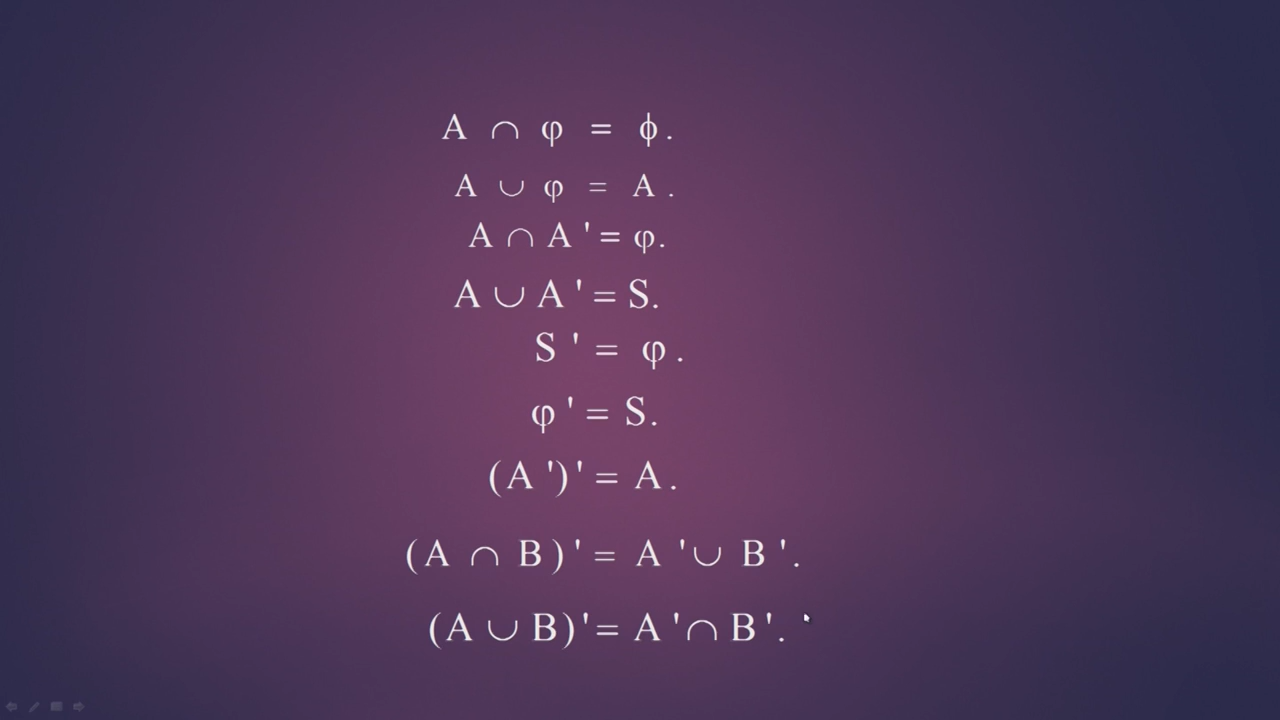 A ∩ φ = ϕ.
A ∪ φ = A .
A ∩ A ' = φ.
A ∪ A ' = S.
S ' = φ .
φ ' = S.
(A ')' = A .
(A ∩ B)' = A '∪ B '.
(A ∪ B)' = A '∩ B '.